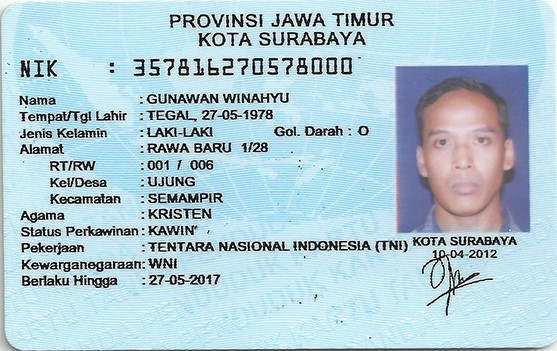 PROVINSI JAWA TIMUR
KOTA SURABAYA
NIK : 357816270578000
Nama : GUNAWAN WINAHYU
Tempat/Tgl Lahir : TEGAL, 27-05-1978
Jenis Kelamin : LAKI-LAKI Gol. Darah : O
Alamat : RAWA BARU 1/28
RT/RW : 001 / 006
Kel/Desa : UJUNG
Kecamatan : SEMAMPIR
Agama : KRISTEN
Status Perkawinan : KAWIN
Pekerjaan : TENTARA NASIONAL INDONESIA (TNI)
Kewarganegaraan: WNI
Berlaku Hingga : 27-05-2017
KOTA SURABAYA
10-04-2012